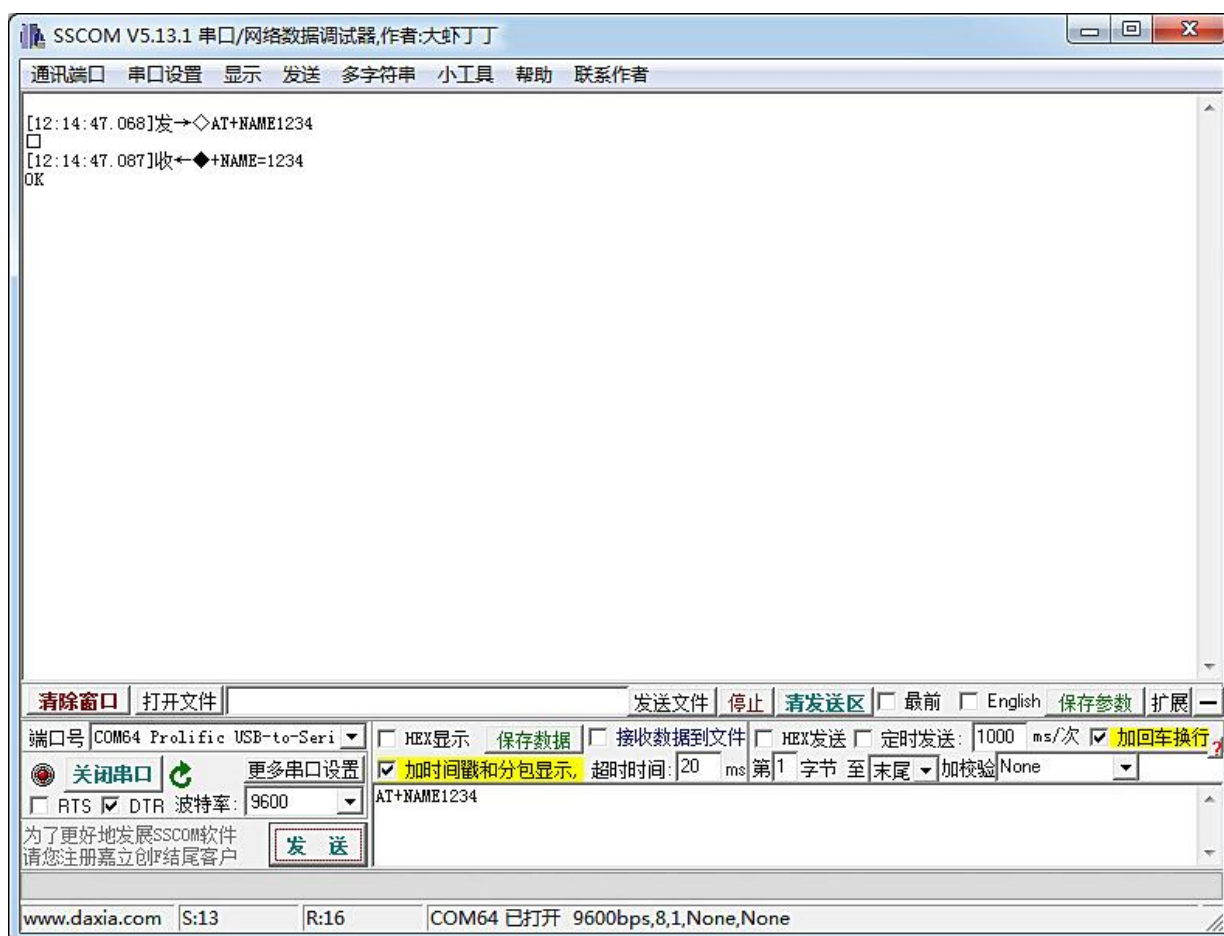 SSCOM V5.13.1 串口/网络数据调试器,作者:大虾丁丁
通讯端口 串口设置 显示 发送 多字符串 小工具 帮助 联系作者
[12:14:47.068]发→◇AT+NAME1234
□
[12:14:47.087]收←◆+NAME=1234
OK
清除窗口 打开文件 发送文件 停止 清发送区 最前 English 保存参数 扩展 —
端口号 COM64 Prolific USB-to-Seri HEX显示 保存数据 接收数据到文件 HEX发送 定时发送: 1000 ms/次 加回车换行 ?
关闭串口 更多串口设置 加时间戳和分包显示, 超时时间: 20 ms 第1 字节 至 末尾 加校验 None
RTS DTR 波特率: 9600 AT+NAME1234
为了更好地发展SSCOM软件
请您注册嘉立创F结尾客户
发 送
www.daxia.com S:13 R:16 COM64 已打开 9600bps,8,1,None,None